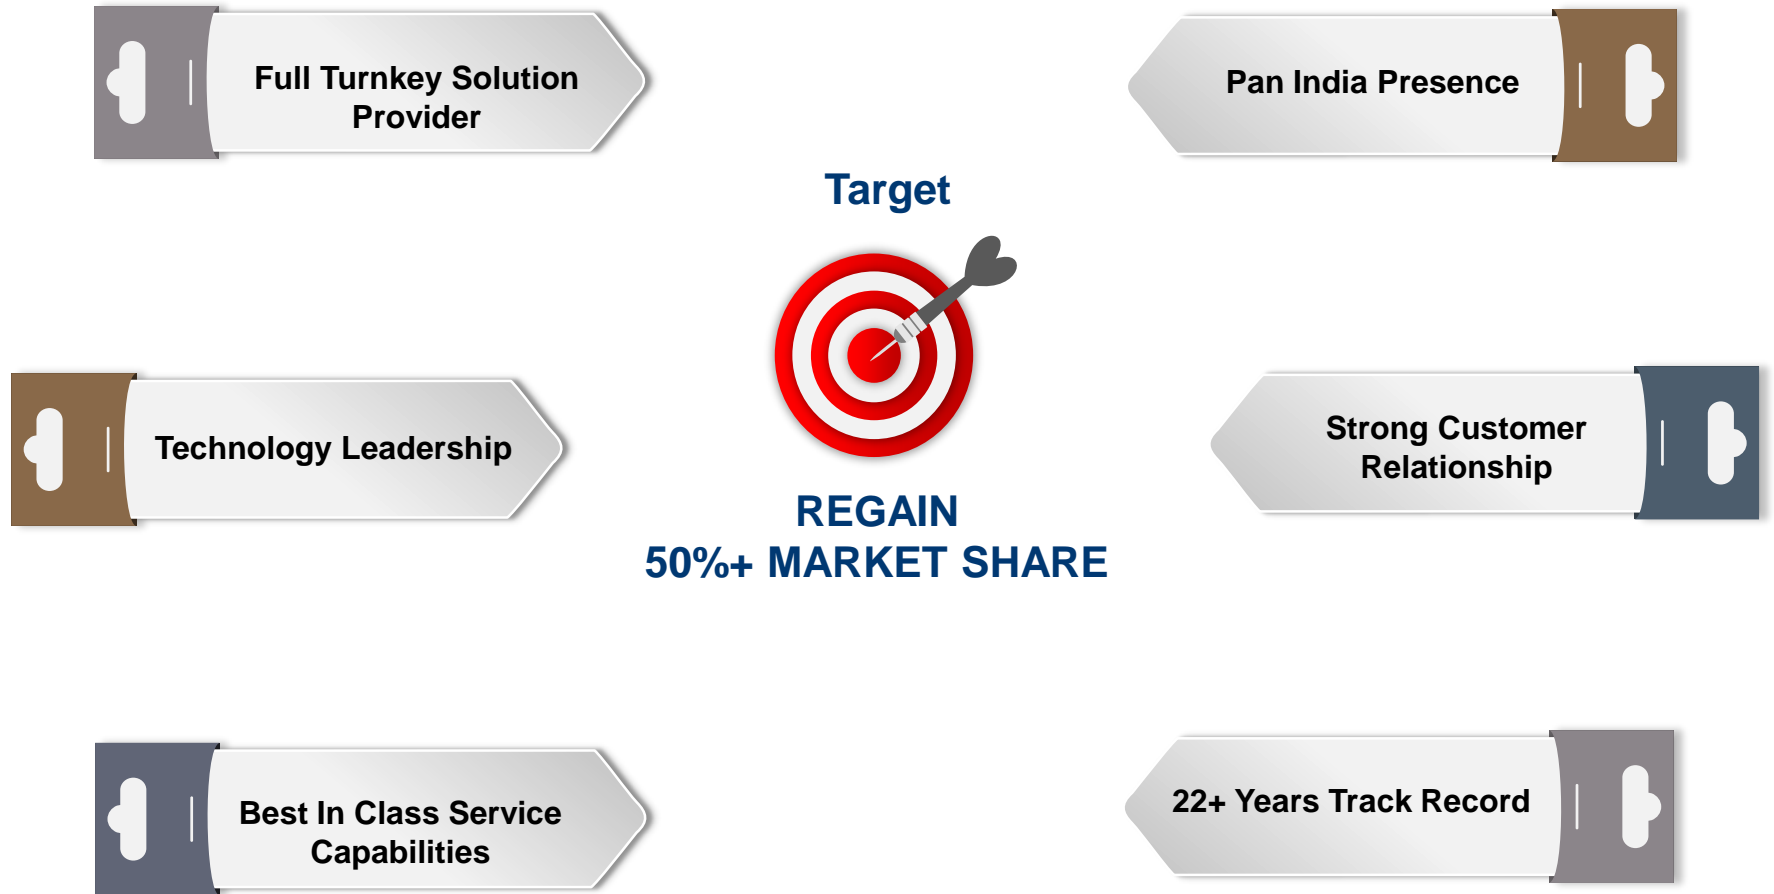 Full Turnkey Solution
Provider
Pan India Presence
Target
Technology Leadership
Strong Customer
Relationship
REGAIN
50%+ MARKET SHARE
Best In Class Service
Capabilities
22+ Years Track Record